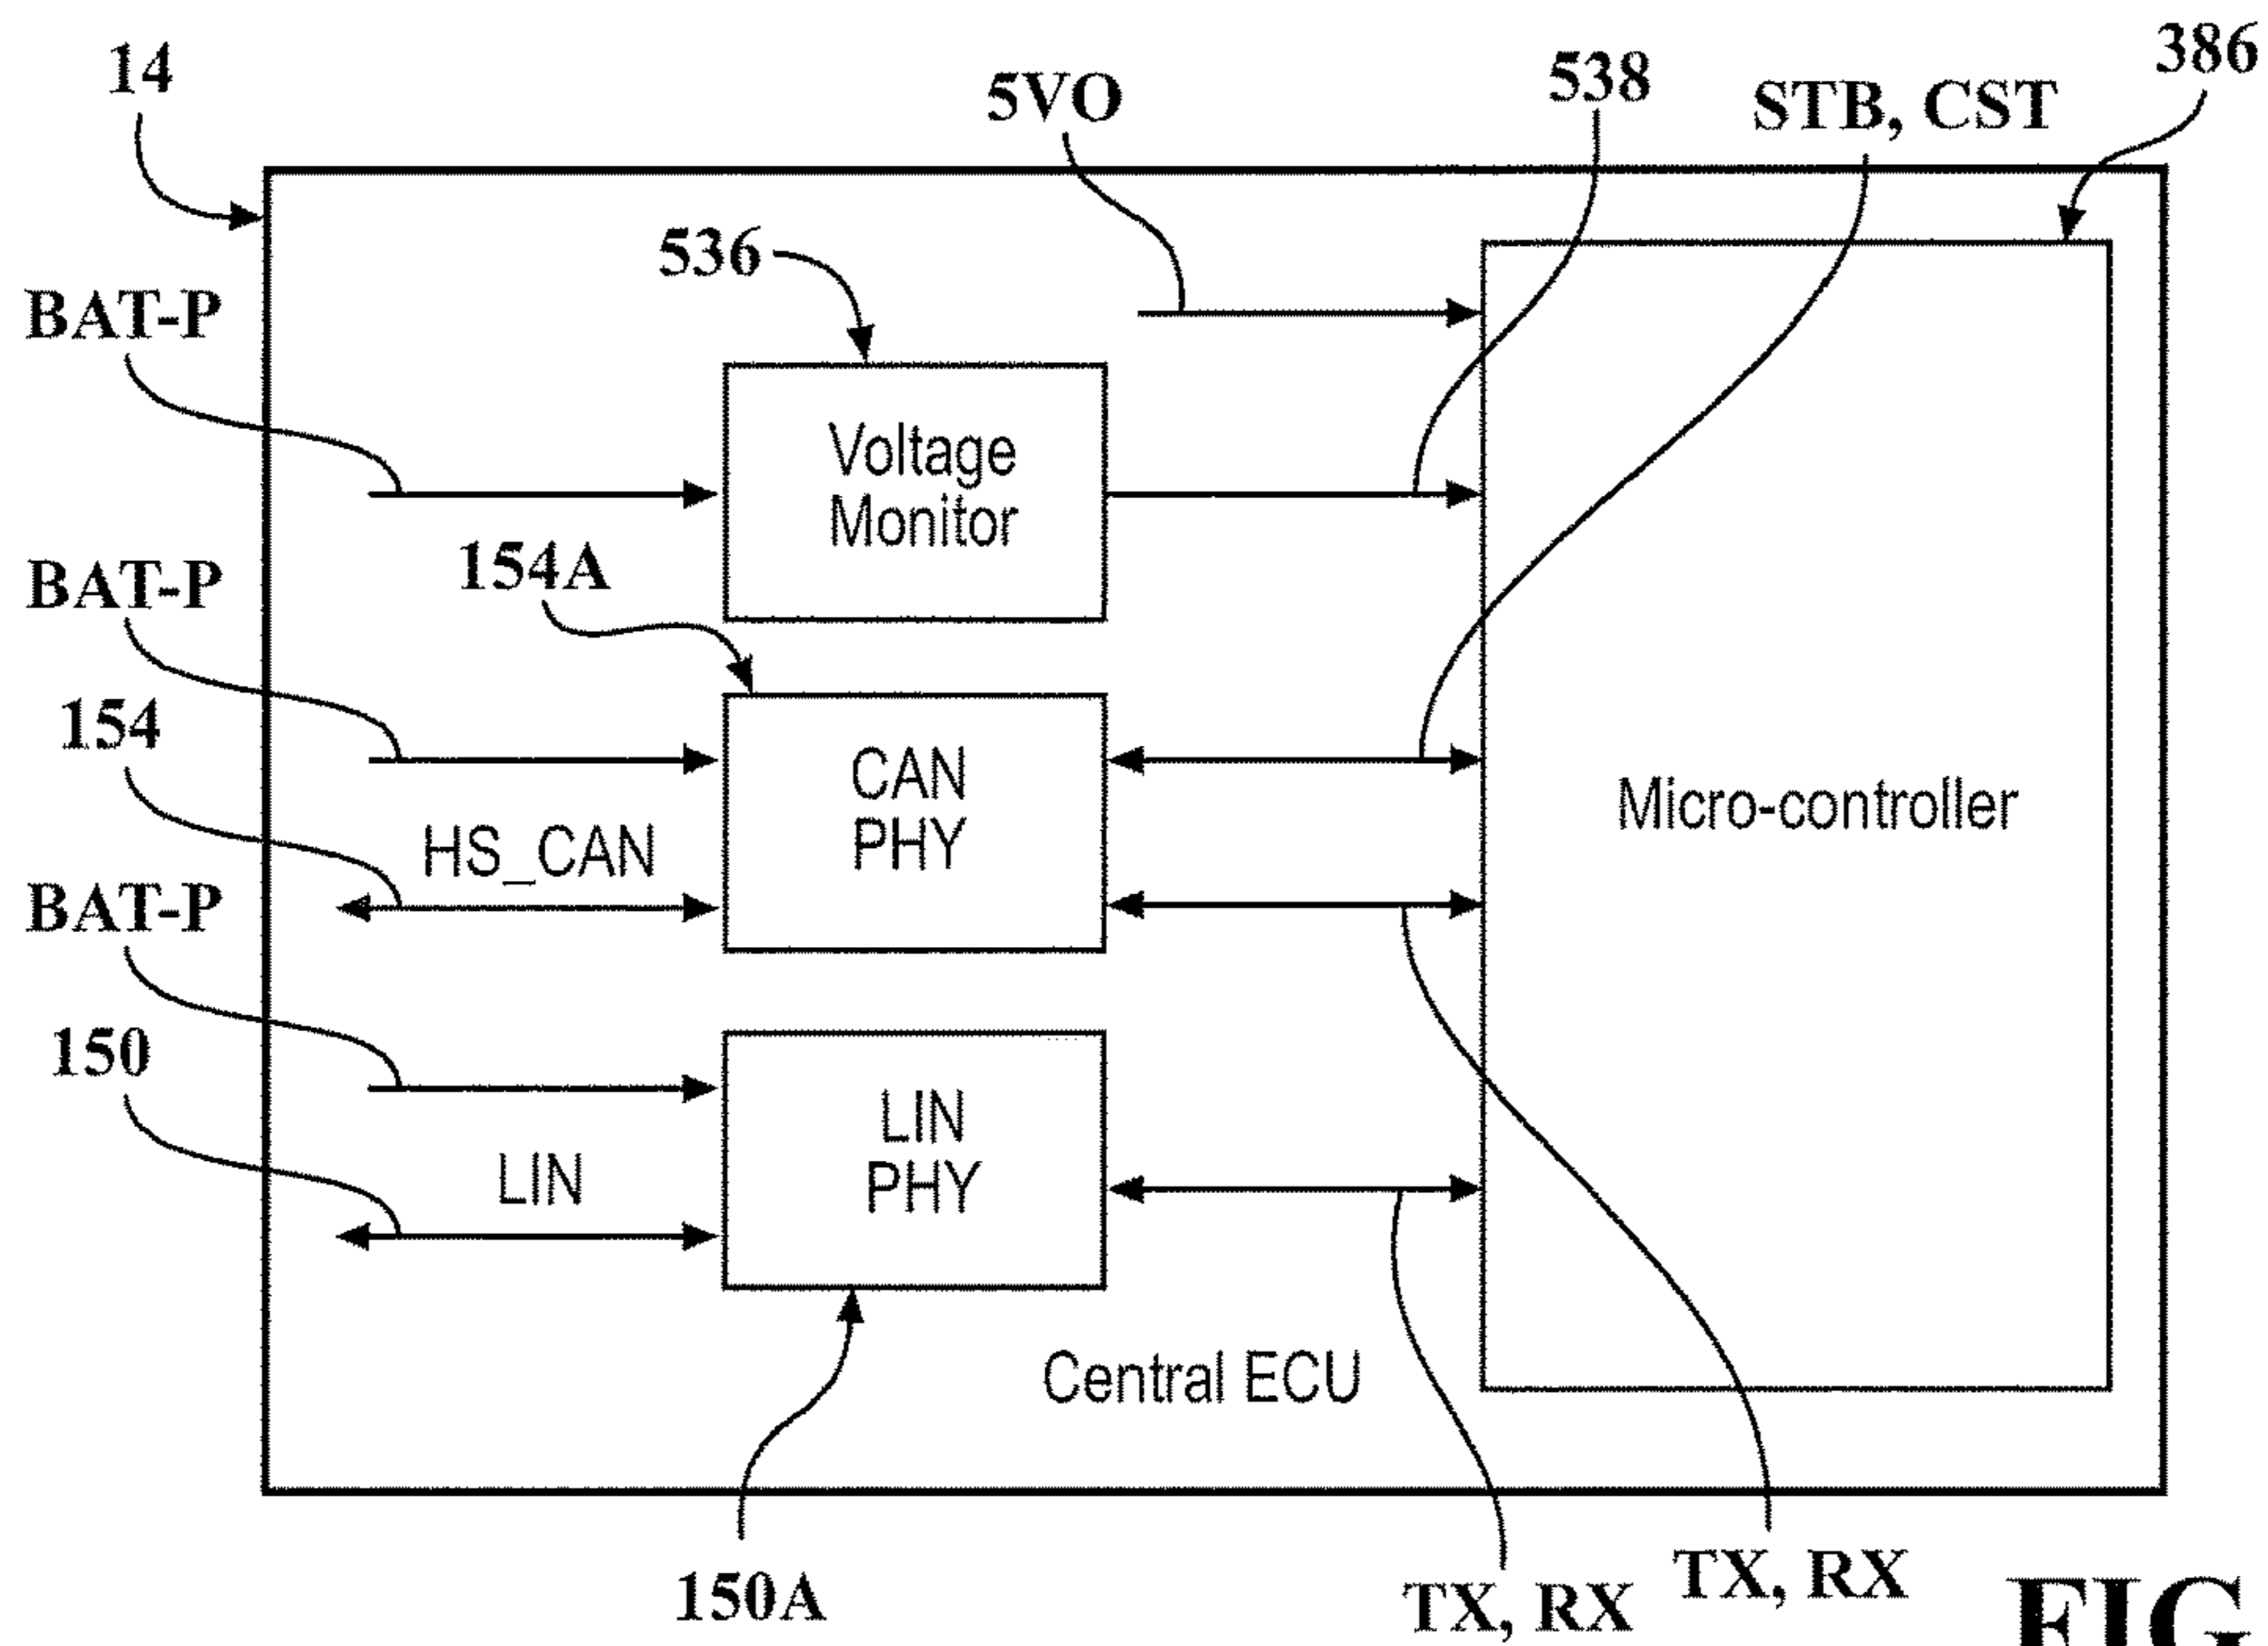 14
5VO
538
STB, CST
386
536
BAT-P
Voltage
Monitor
BAT-P
154A
154
CAN
PHY
HS_CAN
Micro-controller
BAT-P
150
LIN
PHY
LIN
Central ECU
150A
TX, RX
TX, RX
FIG